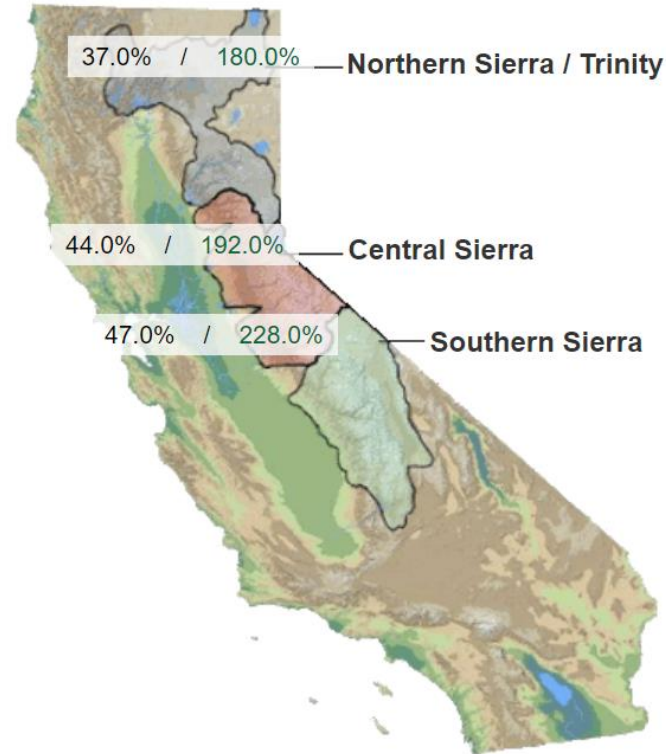 37.0% / 180.0% Northern Sierra / Trinity
44.0% / 192.0% Central Sierra
47.0% / 228.0% Southern Sierra